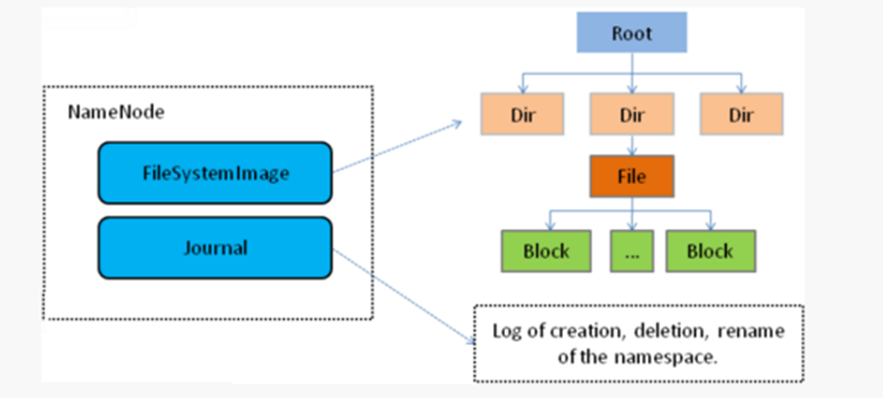 Root
NameNode
Dir
Dir
Dir
FileSystemImage
File
Journal
Block
...
Block
Log of creation, deletion, rename
of the namespace.